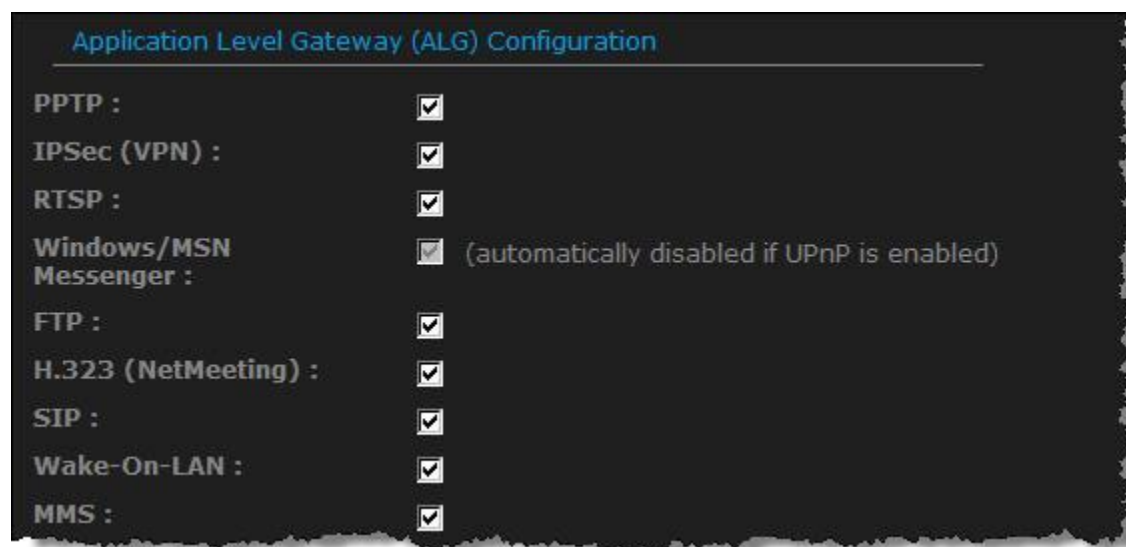 Application Level Gateway (ALG) Configuration
PPTP :
IPSec (VPN) :
RTSP :
Windows/MSN
Messenger :
(automatically disabled if UPnP is enabled)
FTP :
H.323 (NetMeeting) :
SIP :
Wake-On-LAN :
MMS :